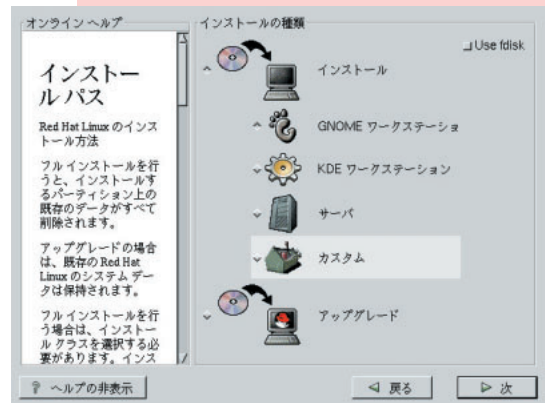 オンライン ヘルプ
インストー
ル パス
Red Hat Linux のインス
トール方法
フル インストールを行
うと、インストールす
るパーティション上の
既存のデータがすべて
削除されます。
アップグレードの場合
は、既存の Red Hat
Linux のシステム デー
タは保持されます。
フル インストールを行
う場合は、インストー
ル クラスを選択する必
要があります。インス
インストールの種類
Use fdisk
インストール
GNOME ワークステーショ
KDE ワークステーション
サーバ
カスタム
アップグレード
? ヘルプの非表示
戻る
次